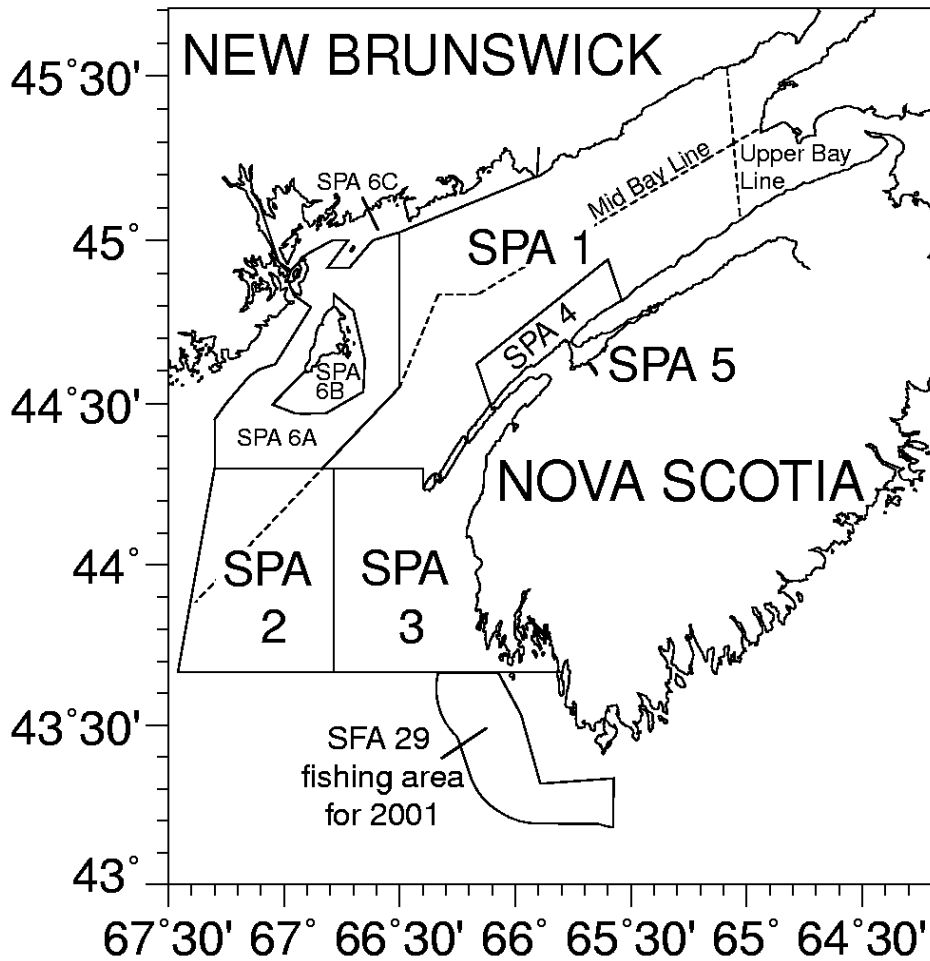 NEW BRUNSWICK
45°30'
Mid Bay Line
Upper Bay
Line
SPA 6C
45°
SPA 1
SPA 4
SPA 5
SPA
6B
44°30'
SPA 6A
NOVA SCOTIA
44°
SPA
2
SPA
3
43°30'
SFA 29
fishing area
for 2001
43°
67°30' 67° 66°30' 66° 65°30' 65° 64°30'